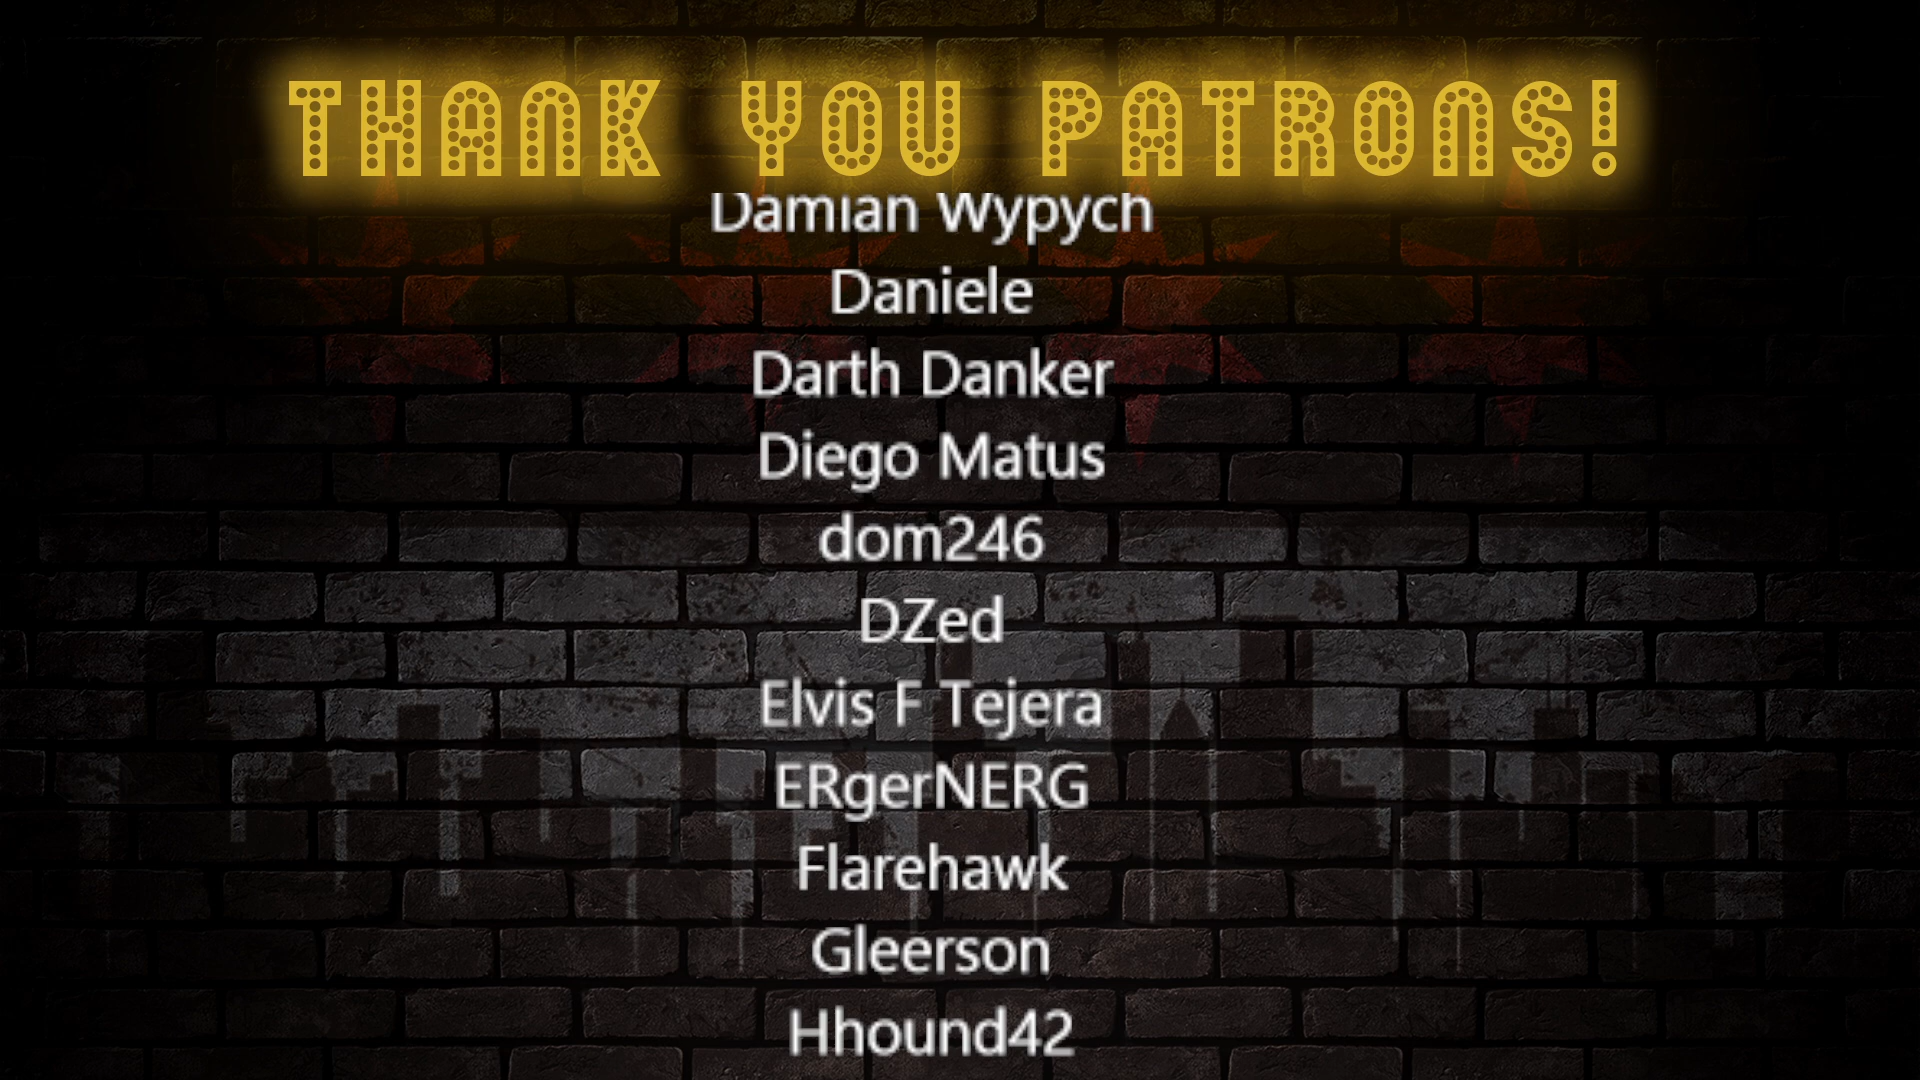 THANK YOU PATRONS!
Damian Wypych
Daniele
Darth Danker
Diego Matus
dom246
DZed
Elvis F Tejera
ERgerNERG
Flarehawk
Gleerson
Hhound42